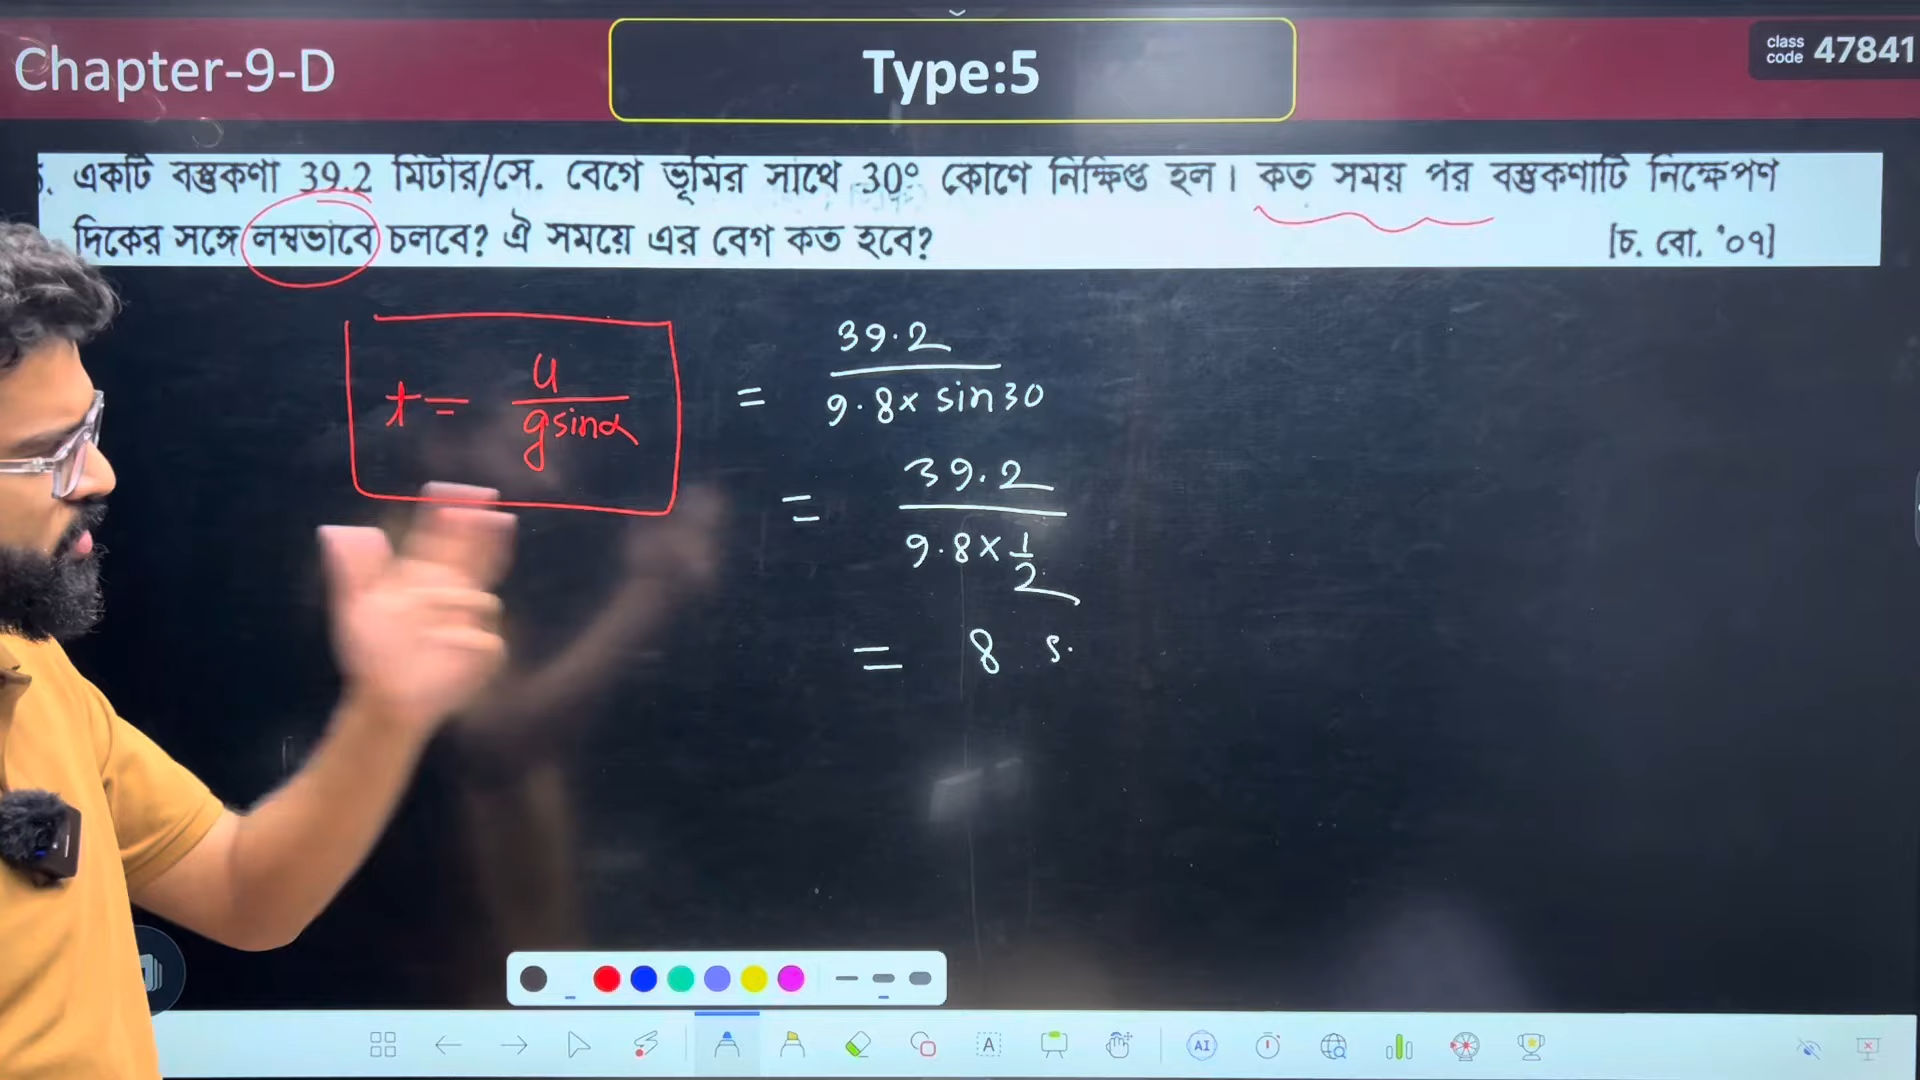 Chapter-9-D
Type:5
class code 47841
একটি বস্তুকণা 39.2 মিটার/সে. বেগে ভূমির সাথে 30° কোণে নিক্ষিপ্ত হল। কত সময় পর বস্তুকণাটি নিক্ষেপণ
দিকের সঙ্গে লম্বভাবে চলবে? ঐ সময়ে এর বেগ কত হবে? [চ. বো. '০৭]
t = u / g sinα = 39.2 / 9.8 × sin30
= 39.2 / 9.8 × 1/2
= 8 s.
A
AI